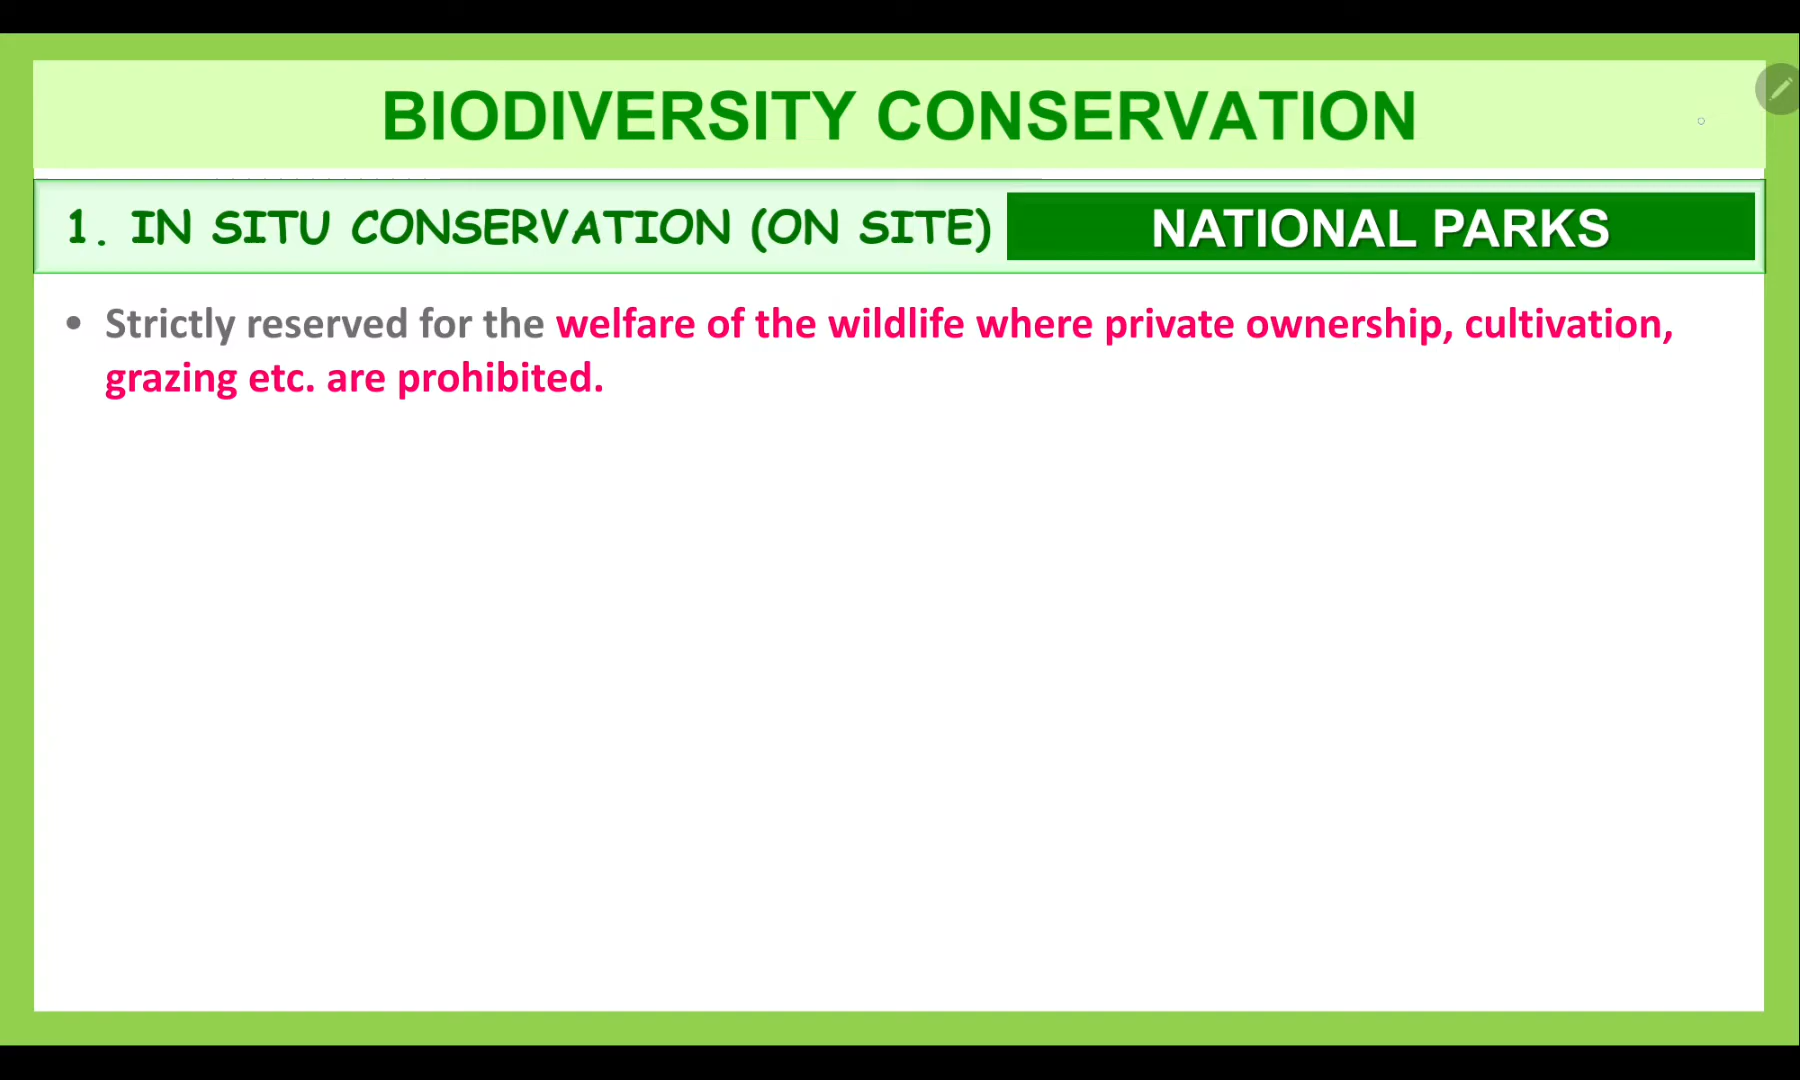 BIODIVERSITY CONSERVATION
1. IN SITU CONSERVATION (ON SITE) NATIONAL PARKS
• Strictly reserved for the welfare of the wildlife where private ownership, cultivation,
grazing etc. are prohibited.